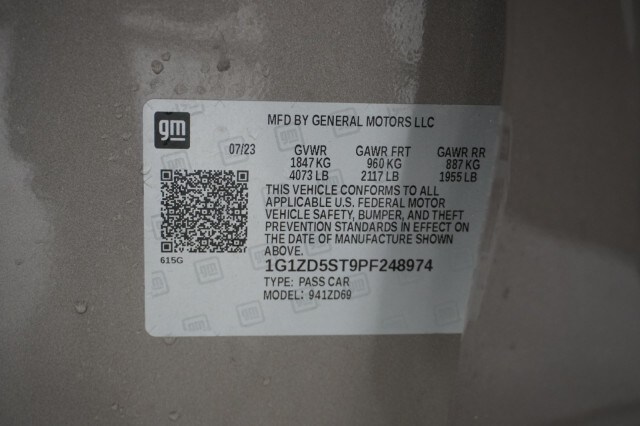 gm
MFD BY GENERAL MOTORS LLC
07/23 GVWR GAWR FRT GAWR RR
1847 KG 960 KG 887 KG
4073 LB 2117 LB 1955 LB
THIS VEHICLE CONFORMS TO ALL
APPLICABLE U.S. FEDERAL MOTOR
VEHICLE SAFETY, BUMPER, AND THEFT
PREVENTION STANDARDS IN EFFECT ON
THE DATE OF MANUFACTURE SHOWN
ABOVE.
615G
1G1ZD5ST9PF248974
TYPE: PASS CAR
MODEL: 941ZD69